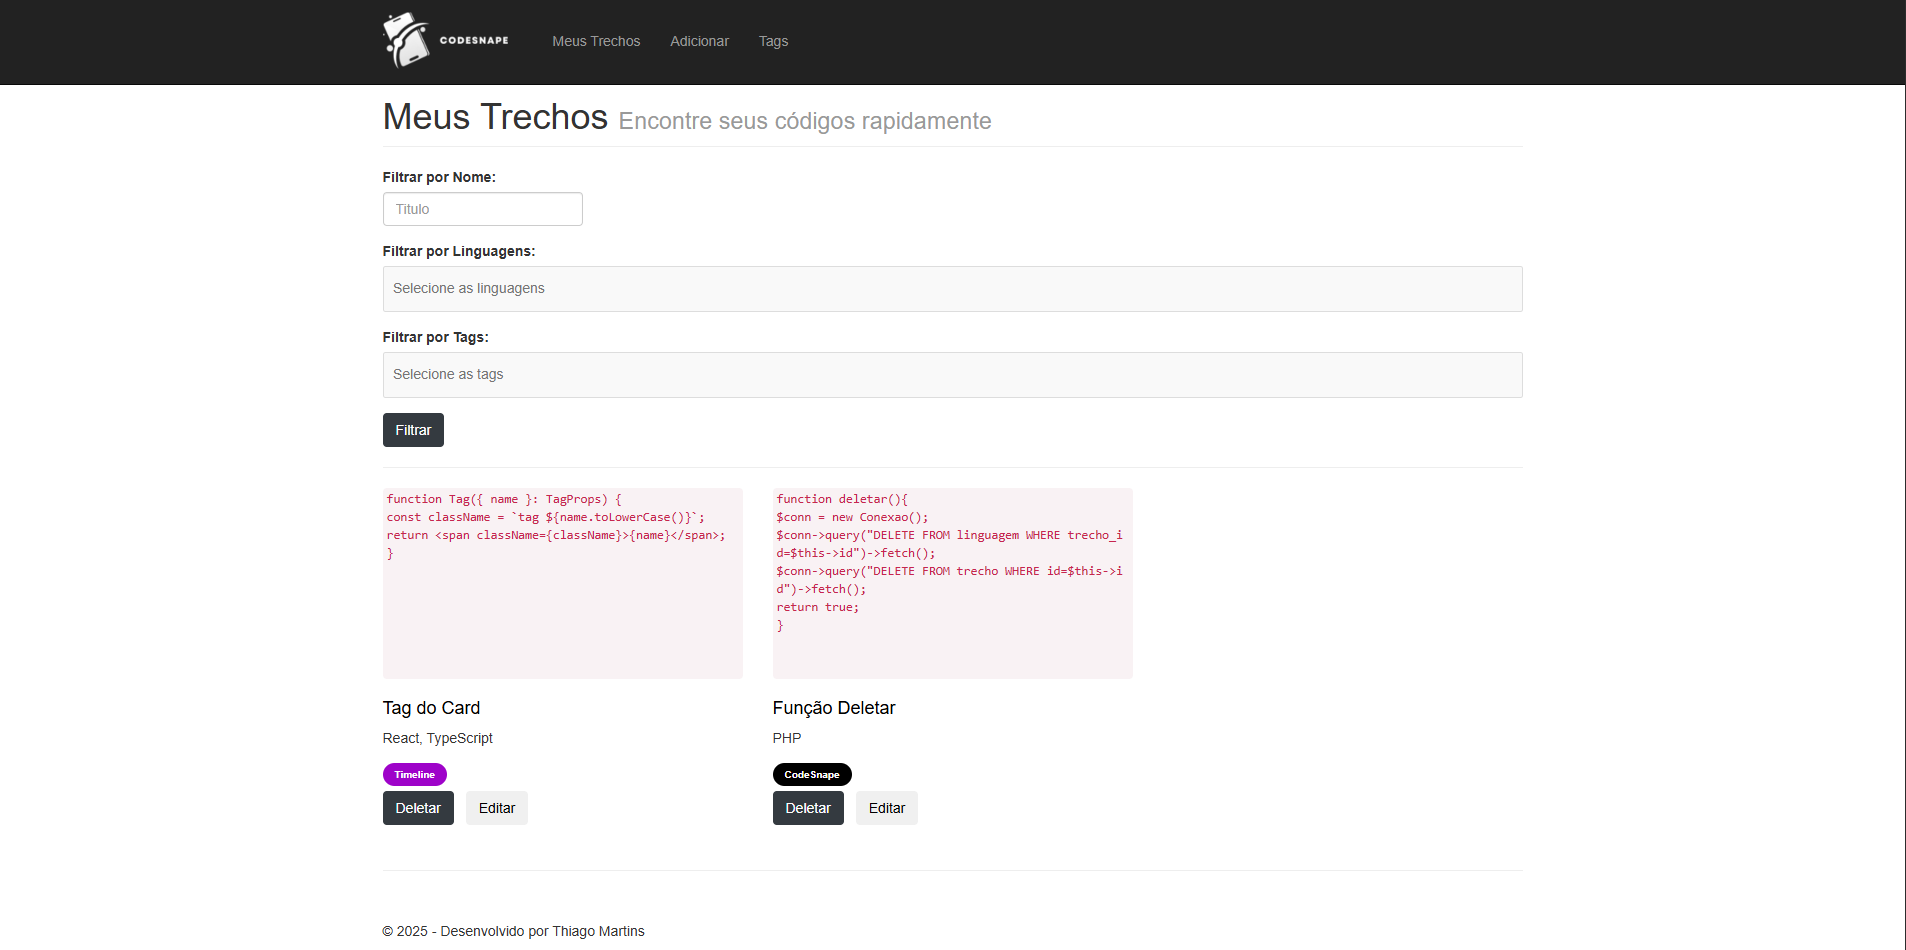 CODESNAPE
Meus Trechos
Adicionar
Tags
Meus Trechos Encontre seus códigos rapidamente
Filtrar por Nome:
Titulo
Filtrar por Linguagens:
Selecione as linguagens
Filtrar por Tags:
Selecione as tags
Filtrar
function Tag({ name }: TagProps) {
const className = `tag ${name.toLowerCase()}`;
return <span className={className}>{name}</span>;
}
Tag do Card
React, TypeScript
Timeline
Deletar
Editar
function deletar(){
$conn = new Conexao();
$conn->query("DELETE FROM linguagem WHERE trecho_i
d=$this->id")->fetch();
$conn->query("DELETE FROM trecho WHERE id=$this->i
d")->fetch();
return true;
}
Função Deletar
PHP
CodeSnape
Deletar
Editar
© 2025 - Desenvolvido por Thiago Martins